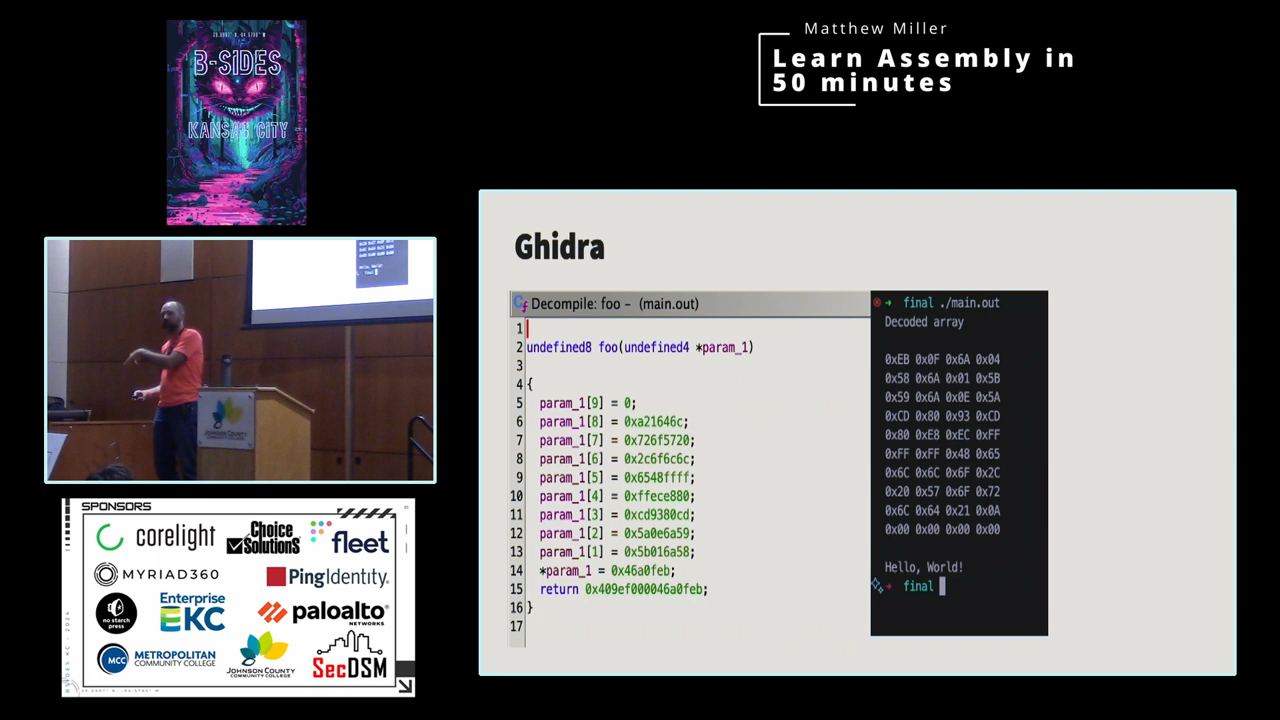 B-SIDES
KANSAS CITY
Matthew Miller
Learn Assembly in
50 minutes
JOHNSON COUNTY
COMMUNITY COLLEGE
Ghidra
Decompile: foo - (main.out)
1
2 undefined8 foo(undefined4 *param_1)
3
4 {
5 param_1[9] = 0;
6 param_1[8] = 0xa21646c;
7 param_1[7] = 0x726f5720;
8 param_1[6] = 0x2c6f6c6c;
9 param_1[5] = 0x6548ffff;
10 param_1[4] = 0xffece880;
11 param_1[3] = 0xcd9380cd;
12 param_1[2] = 0x5a0e6a59;
13 param_1[1] = 0x5b016a58;
14 *param_1 = 0x46a0feb;
15 return 0x409ef000046a0feb;
16 }
17
final ./main.out
Decoded array
0xEB 0x0F 0x6A 0x04
0x58 0x6A 0x01 0x5B
0x59 0x6A 0x0E 0x5A
0xCD 0x80 0x93 0xCD
0x80 0xE8 0xEC 0xFF
0xFF 0xFF 0x48 0x65
0x6C 0x6C 0x6F 0x2C
0x20 0x57 0x6F 0x72
0x6C 0x64 0x21 0x0A
0x00 0x00 0x00 0x00
Hello, World!
final
SPONSORS
corelight
Choice
SolutionS
fleet
MYRIAD360
PingIdentity.
no starch
press
Enterprise
EKC
paloalto
NETWORKS
MCC
METROPOLITAN
COMMUNITY COLLEGE
JOHNSON COUNTY
COMMUNITY COLLEGE
SecDSM